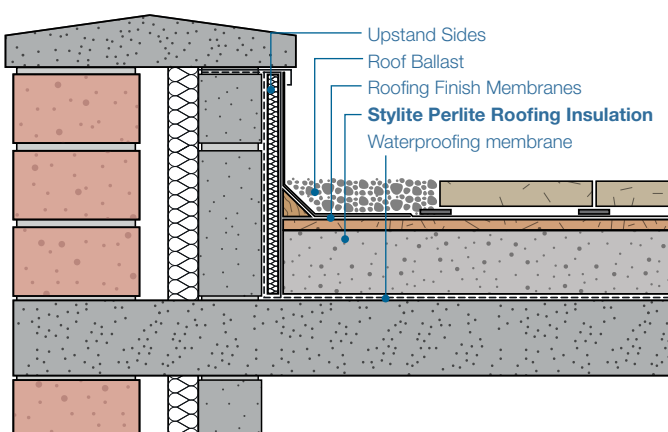 Upstand Sides
Roof Ballast
Roofing Finish Membranes
Stylite Perlite Roofing Insulation
Waterproofing membrane